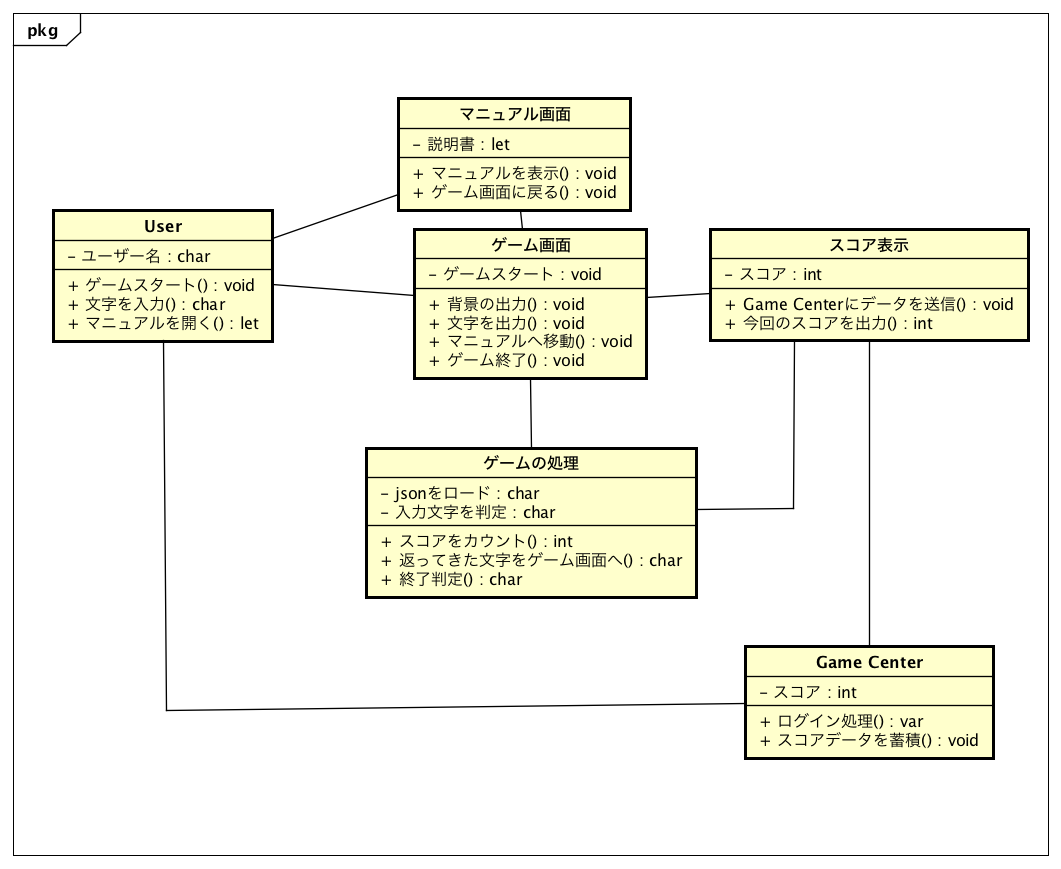 pkg
マニュアル画面
− 説明書 : let
+ マニュアルを表示() : void
+ ゲーム画面に戻る() : void
User
− ユーザー名 : char
+ ゲームスタート() : void
+ 文字を入力() : char
+ マニュアルを開く() : let
ゲーム画面
− ゲームスタート : void
+ 背景の出力() : void
+ 文字を出力() : void
+ マニュアルへ移動() : void
+ ゲーム終了() : void
スコア表示
− スコア : int
+ Game Centerにデータを送信() : void
+ 今回のスコアを出力() : int
ゲームの処理
− jsonをロード : char
− 入力文字を判定 : char
+ スコアをカウント() : int
+ 返ってきた文字をゲーム画面へ() : char
+ 終了判定() : char
Game Center
− スコア : int
+ ログイン処理() : var
+ スコアデータを蓄積() : void